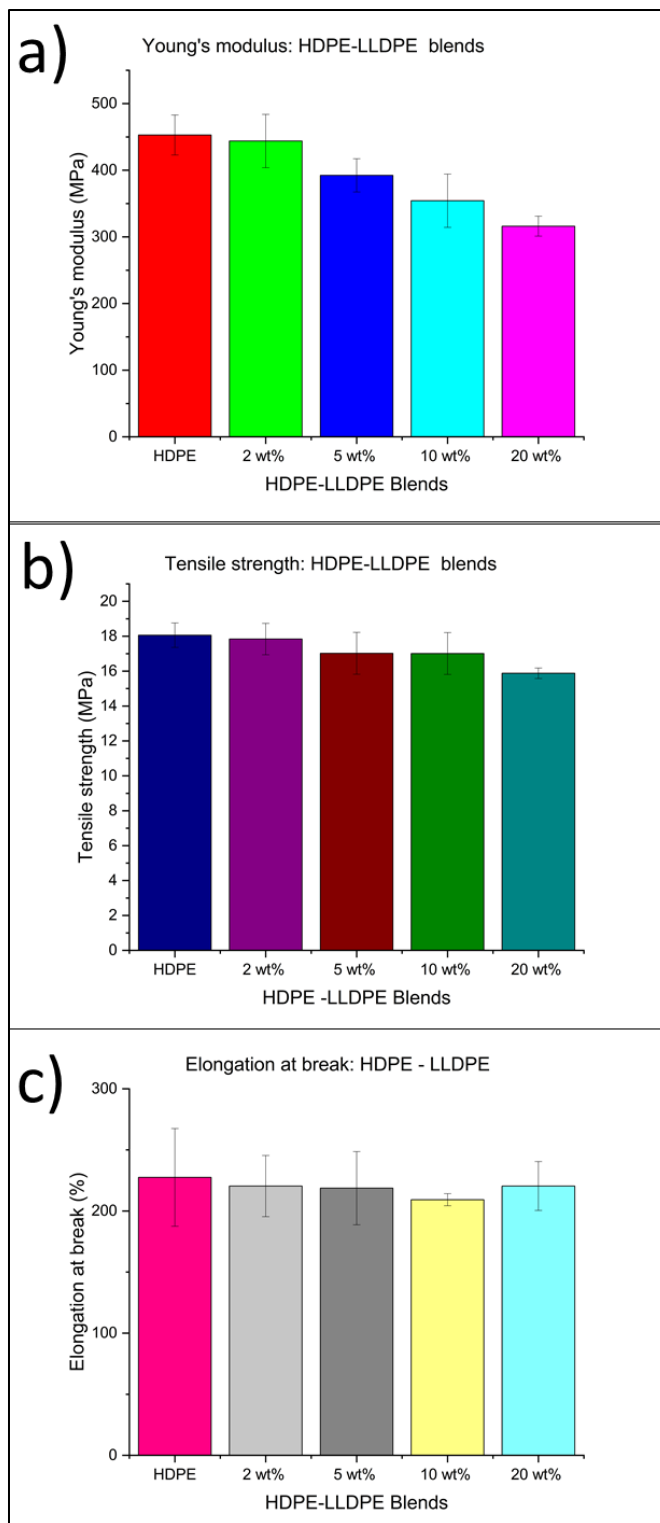 a)
Young's modulus: HDPE-LLDPE blends
500
400
300
200
100
0
Young's modulus (MPa)
HDPE 2 wt% 5 wt% 10 wt% 20 wt%
HDPE-LLDPE Blends
b)
Tensile strength: HDPE-LLDPE blends
20
18
16
14
12
10
8
6
4
2
0
Tensile strength (MPa)
HDPE 2 wt% 5 wt% 10 wt% 20 wt%
HDPE -LLDPE Blends
c)
Elongation at break: HDPE - LLDPE
300
200
100
0
Elongation at break (%)
HDPE 2 wt% 5 wt% 10 wt% 20 wt%
HDPE-LLDPE Blends